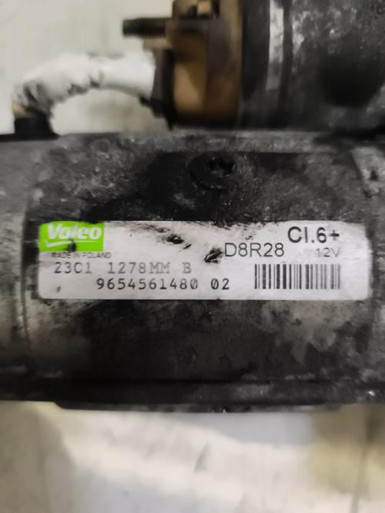 Valeo
MADE IN POLAND
D8R28 Cl.6+
12V
23C1 1278MM B
9654561480 02